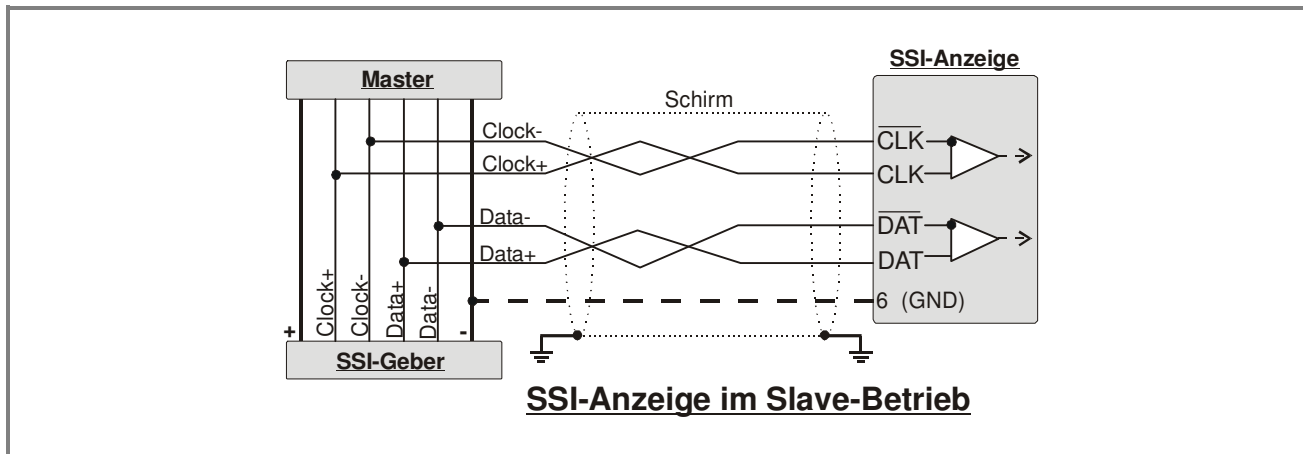 SSI-Anzeige
Master
Schirm
Clock-
CLK
Clock+
CLK
Data-
DAT
Data+
DAT
6 (GND)
+
Clock+
Clock-
Data+
Data-
-
SSI-Geber
SSI-Anzeige im Slave-Betrieb